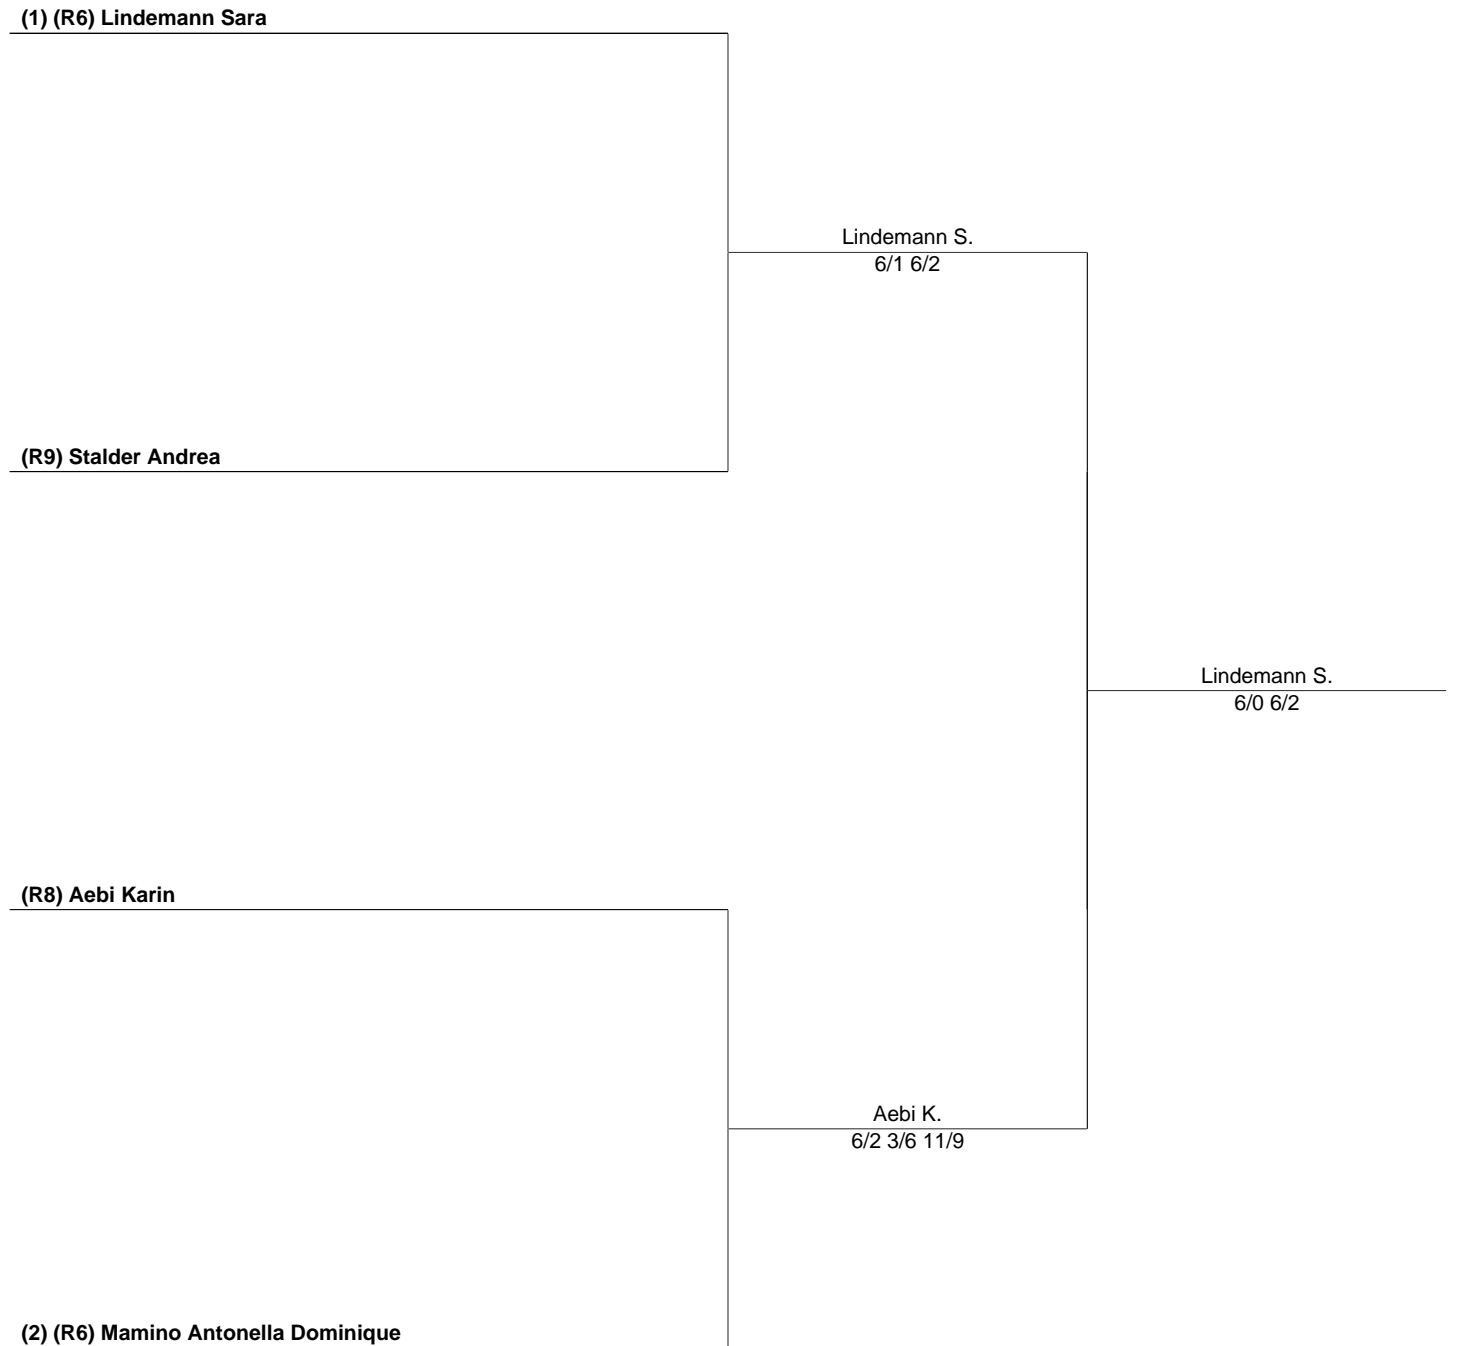 (1) (R6) Lindemann Sara
Lindemann S.
6/1 6/2
(R9) Stalder Andrea
Lindemann S.
6/0 6/2
(R8) Aebi Karin
Aebi K.
6/2 3/6 11/9
(2) (R6) Mamino Antonella Dominique